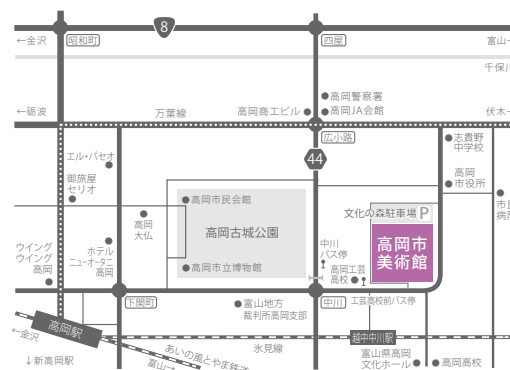 8
←金沢
昭和町
四屋
富山→
千保川
←砺波
万葉線
高岡商工ビル
高岡警察署
高岡JA会館
伏木→
広小路
志貴野
中学校
44
エル・パセオ
御旅屋
セリオ
高岡
市役所
高岡市民会館
高岡
大仏
高岡古城公園
文化の森駐車場 P
市民
病院
ウイング
ウイング
高岡
ホテル
ニューオータニ
高岡
高岡市立博物館
中川
バス停
高岡工芸
高校
高岡市
美術館
下関町
富山地方
裁判所高岡支部
中川
工芸高校前バス停
高岡駅
←金沢
越中中川駅
あいの風とやま鉄道
氷見線
↓新高岡駅
富山→
富山県高岡
文化ホール
高岡高校